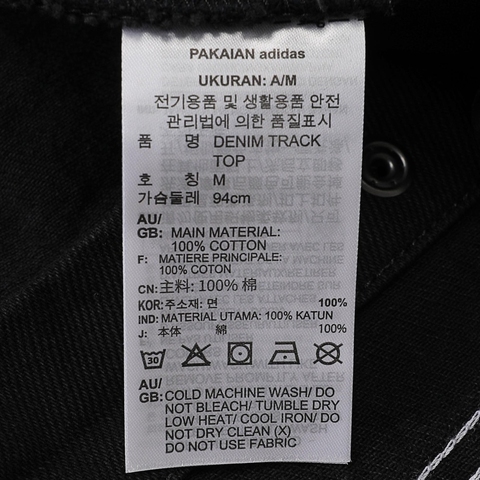 PAKAIAN adidas
UKURAN: A/M
전기용품 및 생활용품 안전
관리법에 의한 품질표시
품 명 DENIM TRACK
TOP
호 칭 M
가슴둘레 94cm
AU/
GB: MAIN MATERIAL:
100% COTTON
F: MATIERE PRINCIPALE:
100% COTON
CN: 主料: 100% 棉
KOR: 주소재: 면 100%
IND: MATERIAL UTAMA: 100% KATUN
J: 本体 綿 100%
30
AU/
GB: COLD MACHINE WASH/ DO
NOT BLEACH/ TUMBLE DRY
LOW HEAT/ COOL IRON/ DO
NOT DRY CLEAN (X)
DO NOT USE FABRIC